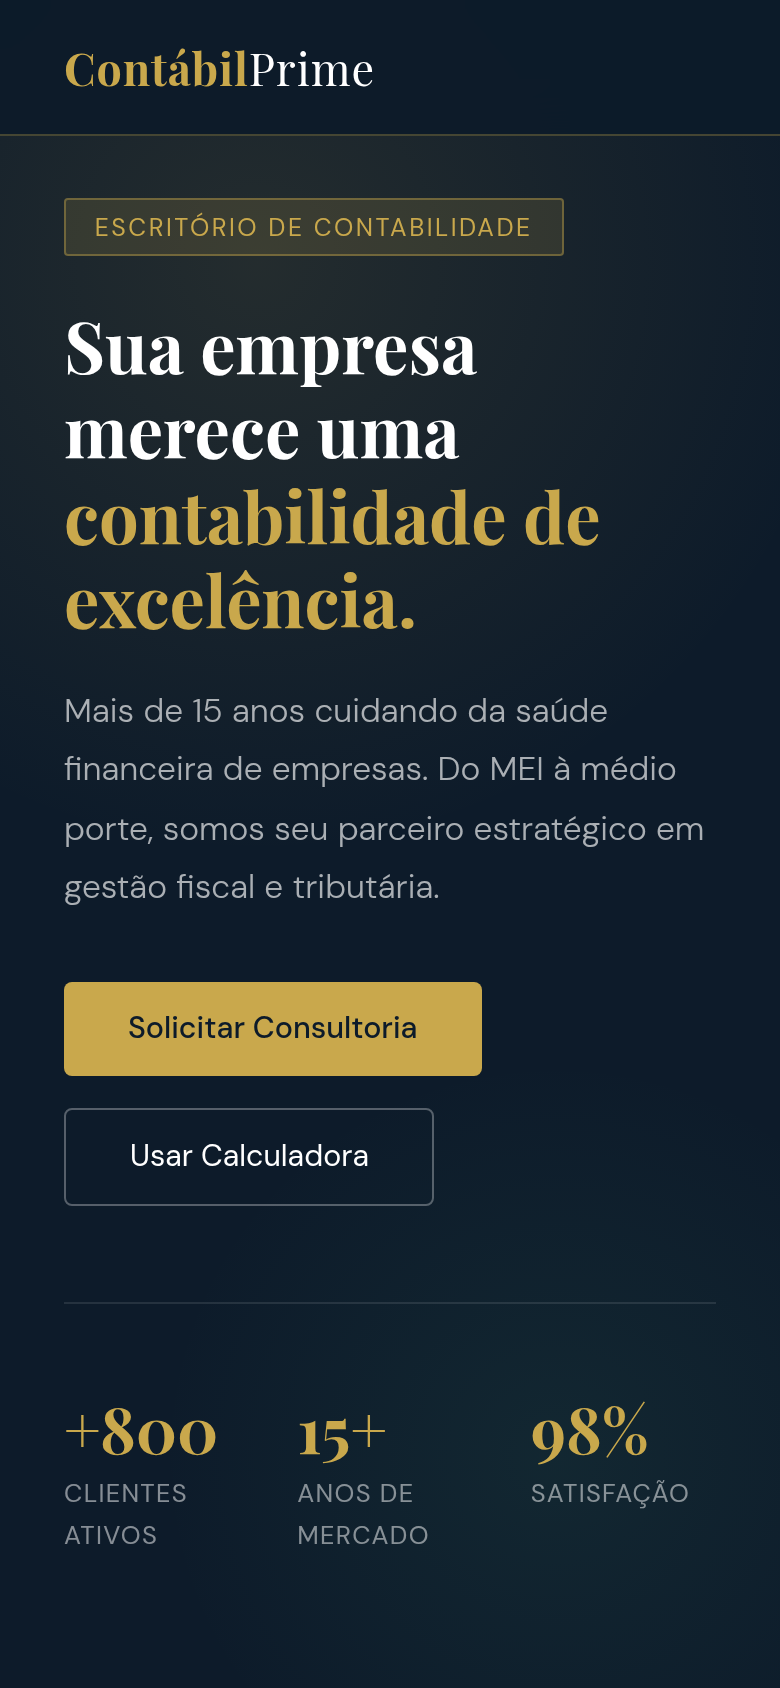 ContábilPrime
ESCRITÓRIO DE CONTABILIDADE
Sua empresa
merece uma
contabilidade de
excelência.
Mais de 15 anos cuidando da saúde
financeira de empresas. Do MEI à médio
porte, somos seu parceiro estratégico em
gestão fiscal e tributária.
Solicitar Consultoria
Usar Calculadora
+800
CLIENTES
ATIVOS
15+
ANOS DE
MERCADO
98%
SATISFAÇÃO